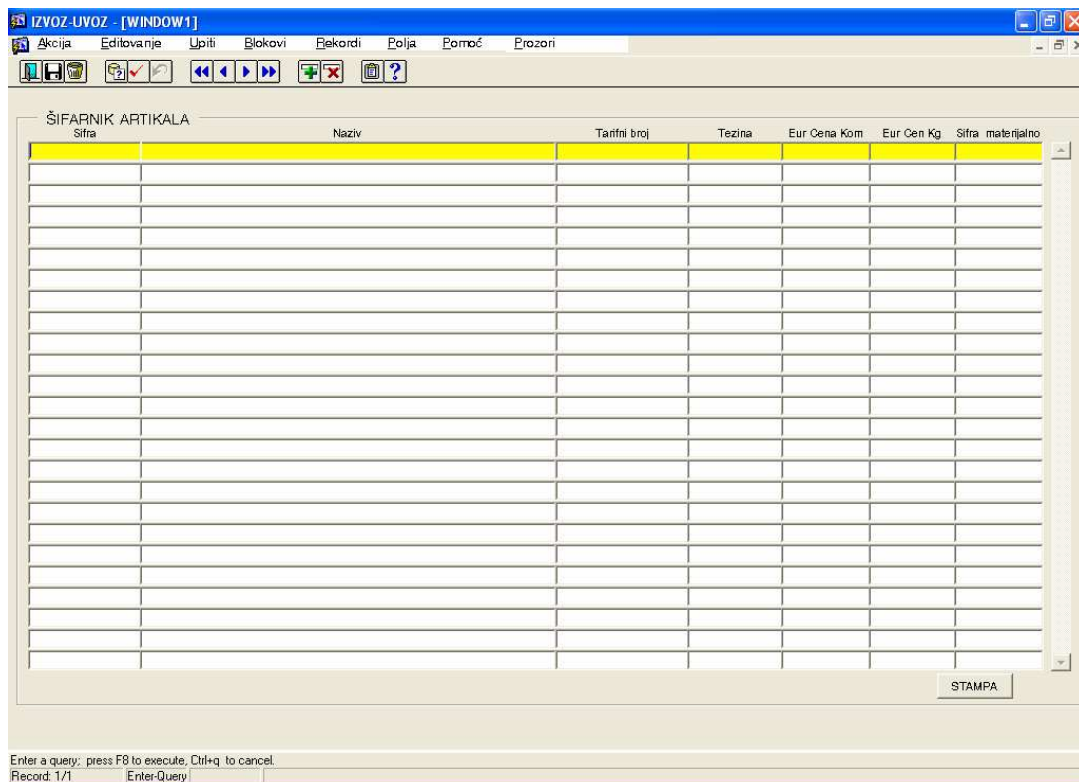 IZVOZ-UVOZ - [WINDOW1]
Akcija Editovanje Upiti Blokovi Rekordi Polja Pomoć Prozori
ŠIFARNIK ARTIKALA
Sifra Naziv Tarifni broj Tezina Eur Cena Kom Eur Cen Kg Sifra materijalno
STAMPA
Enter a query; press F8 to execute, Ctrl+q to cancel.
Record: 1/1 Enter-Query